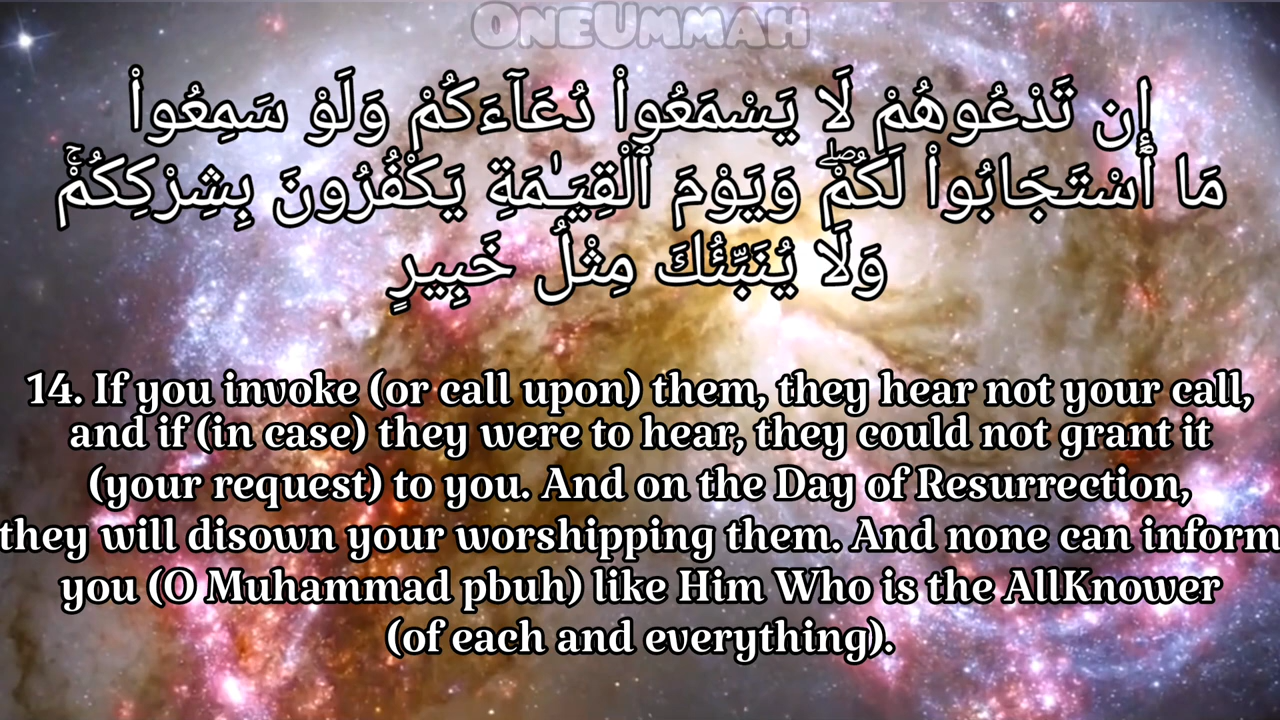 OneUmmah
إِن تَدْعُوهُمْ لَا يَسْمَعُواْ دُعَآءَكُمْ وَلَوْ سَمِعُواْ
مَا ٱسْتَجَابُواْ لَكُمْۖ وَيَوْمَ ٱلْقِيَـٰمَةِ يَكْفُرُونَ بِشِرْكِكُمْۚ
وَلَا يُنَبِّئُكَ مِثْلُ خَبِيرٍ
14. If you invoke (or call upon) them, they hear not your call,
and if (in case) they were to hear, they could not grant it
(your request) to you. And on the Day of Resurrection,
they will disown your worshipping them. And none can inform
you (O Muhammad pbuh) like Him Who is the AllKnower
(of each and everything).